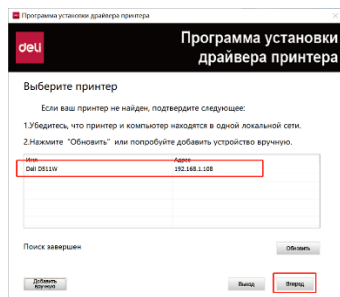 Программа установки драйвера принтера
deli
Программа установки
драйвера принтера
Выберите принтер
Если ваш принтер не найден, подтвердите следующее:
1.Убедитесь, что принтер и компьютер находятся в одной локальной сети.
2.Нажмите "Обновить" или попробуйте добавить устройство вручную.
Имя Адрес
Deli D311W 192.168.1.108
Поиск завершен
Обновить
Добавить
вручную
Выход
Вперед